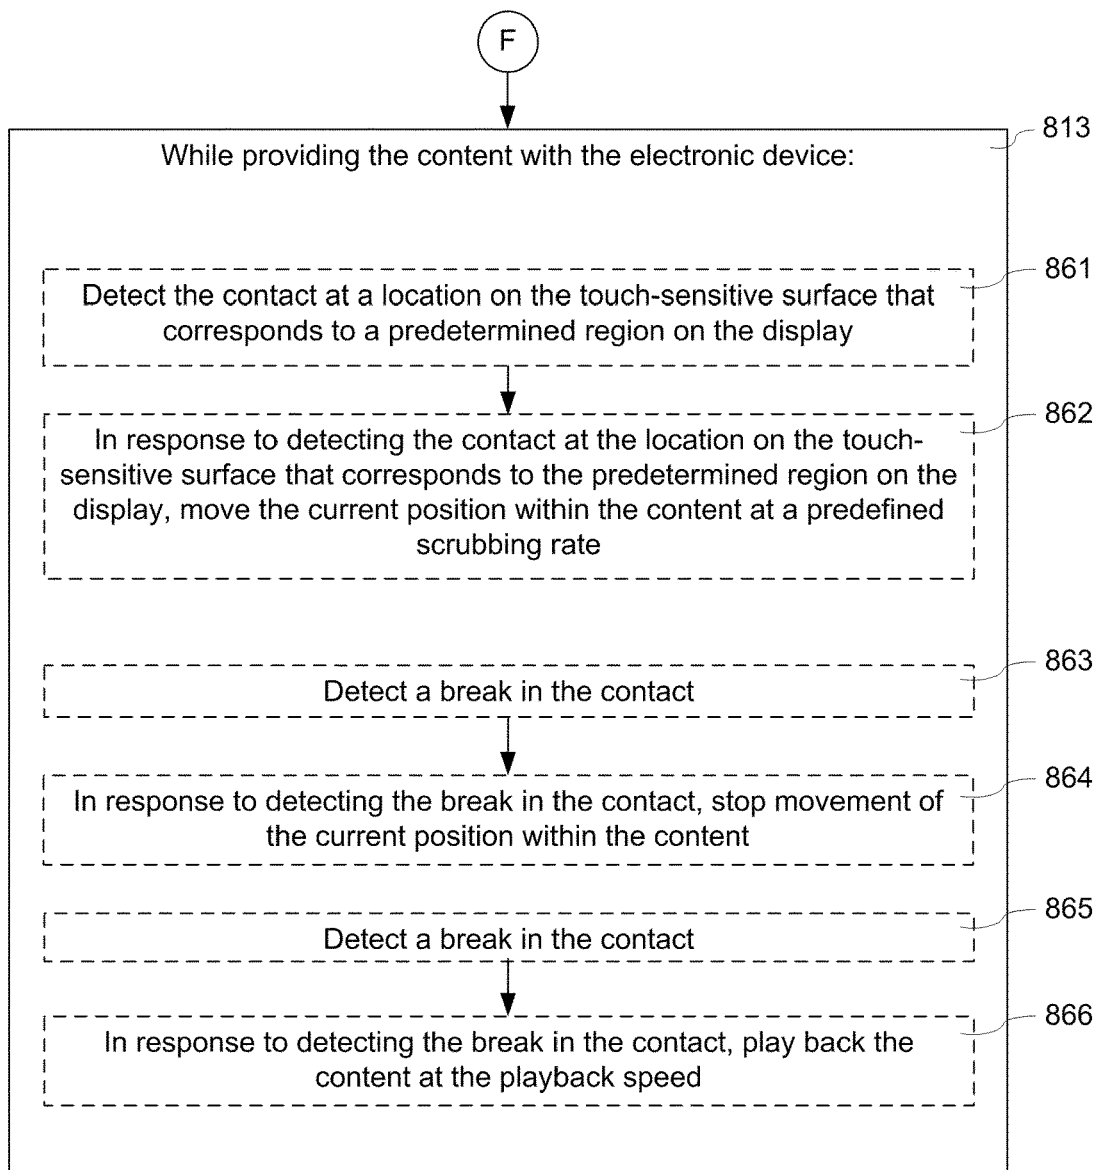 F
813
While providing the content with the electronic device:
861
Detect the contact at a location on the touch-sensitive surface that
corresponds to a predetermined region on the display
862
In response to detecting the contact at the location on the touch-
sensitive surface that corresponds to the predetermined region on the
display, move the current position within the content at a predefined
scrubbing rate
863
Detect a break in the contact
864
In response to detecting the break in the contact, stop movement of
the current position within the content
865
Detect a break in the contact
866
In response to detecting the break in the contact, play back the
content at the playback speed